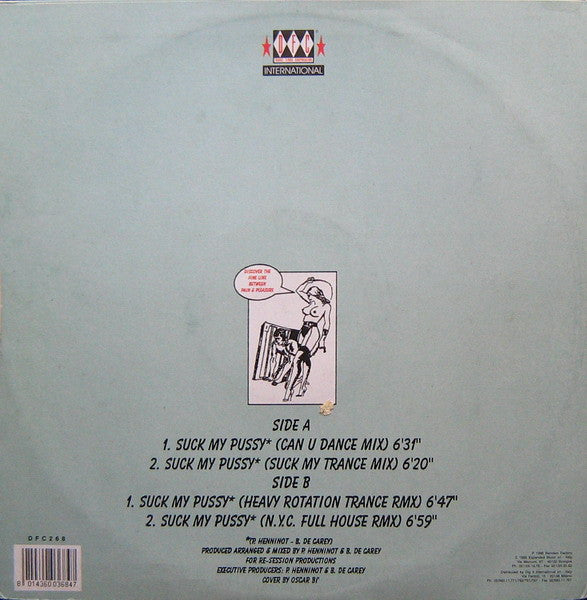 DFC
INTERNATIONAL
DISCOVER THE
FINE LINE
BETWEEN
PAIN & PLEASURE
SIDE A
1. SUCK MY PUSSY* (CAN U DANCE MIX) 6'31"
2. SUCK MY PUSSY* (SUCK MY TRANCE MIX) 6'20"
SIDE B
1. SUCK MY PUSSY* (HEAVY ROTATION TRANCE RMX) 6'47"
2. SUCK MY PUSSY* (N.Y.C. FULL HOUSE RMX) 6'59"
*(P. HENNINOT - B. DE CAREY)
PRODUCED ARRANGED & MIXED BY P. HENNINOT & B. DE CAREY
FOR RE-SESSION PRODUCTIONS
EXECUTIVE PRODUCERS: P. HENNINOT & B. DE CAREY
COVER BY OSCAR B!
DFC268
8 014360 036847